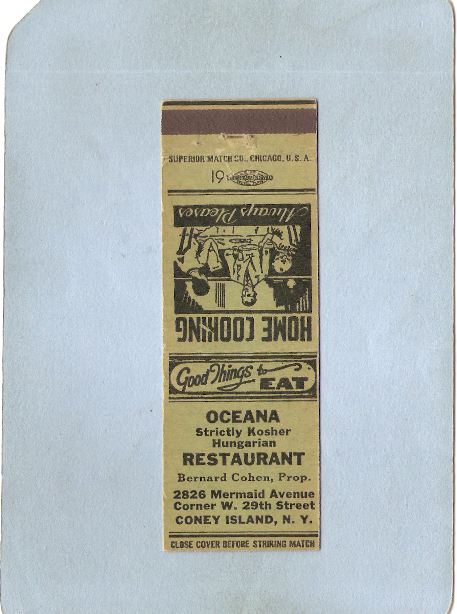 SUPERIOR MATCH CO., CHICAGO, U. S. A.
19
Always Pleases
HOME COOKING
Good Things to EAT
OCEANA
Strictly Kosher
Hungarian
RESTAURANT
Bernard Cohen, Prop.
2826 Mermaid Avenue
Corner W. 29th Street
CONEY ISLAND, N. Y.
CLOSE COVER BEFORE STRIKING MATCH